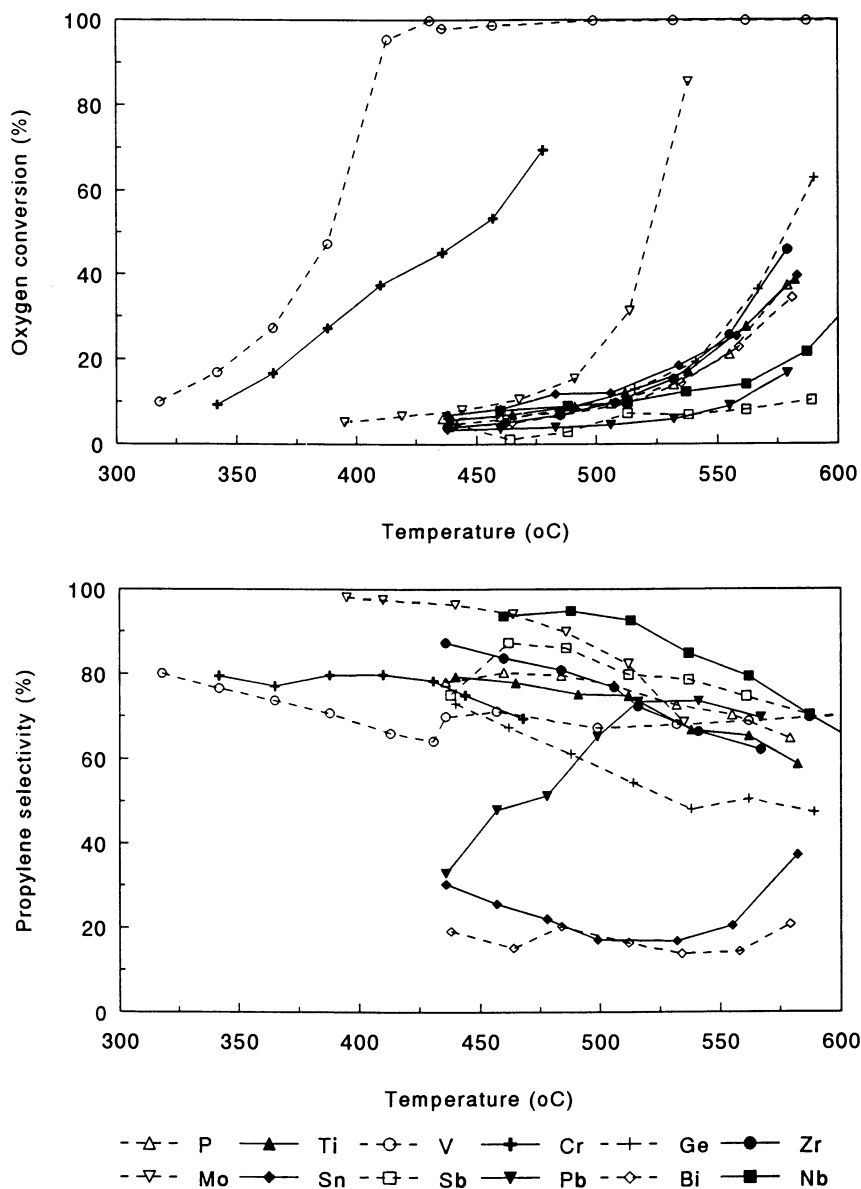 Oxygen conversion (%)
100
80
60
40
20
0
300 350 400 450 500 550 600
Temperature (oC)
Propylene selectivity (%)
100
80
60
40
20
0
300 350 400 450 500 550 600
Temperature (oC)
P Ti V Cr Ge Zr
Mo Sn Sb Pb Bi Nb